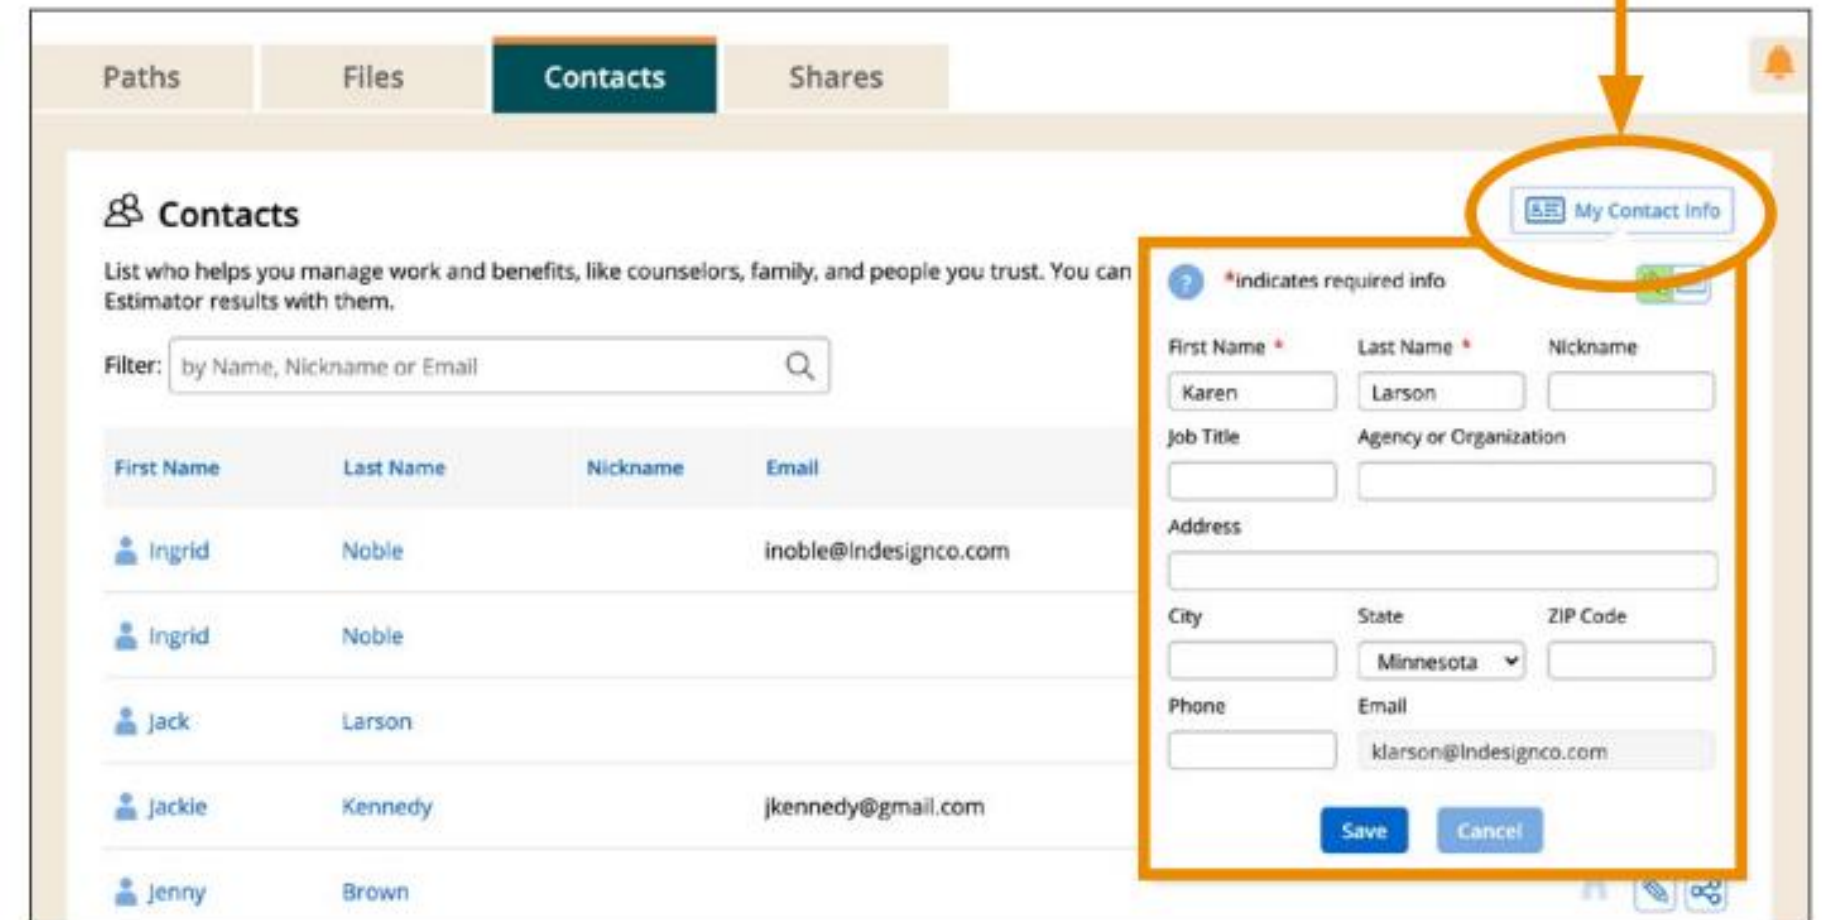 Paths Files Contacts Shares
Contacts
My Contact Info
List who helps you manage work and benefits, like counselors, family, and people you trust. You can
Estimator results with them.
Filter: by Name, Nickname or Email
First Name Last Name Nickname Email
Ingrid Noble inoble@lndesignco.com
Ingrid Noble
Jack Larson
Jackie Kennedy jkennedy@gmail.com
Jenny Brown
? *indicates required info
First Name * Last Name * Nickname
Karen Larson
Job Title Agency or Organization
Address
City State ZIP Code
Minnesota
Phone Email
klarson@lndesignco.com
Save Cancel